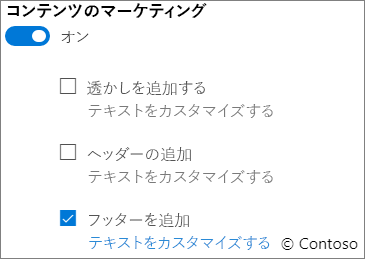 コンテンツのマーケティング
オン
透かしを追加する
テキストをカスタマイズする
ヘッダーの追加
テキストをカスタマイズする
フッターを追加
テキストをカスタマイズする © Contoso